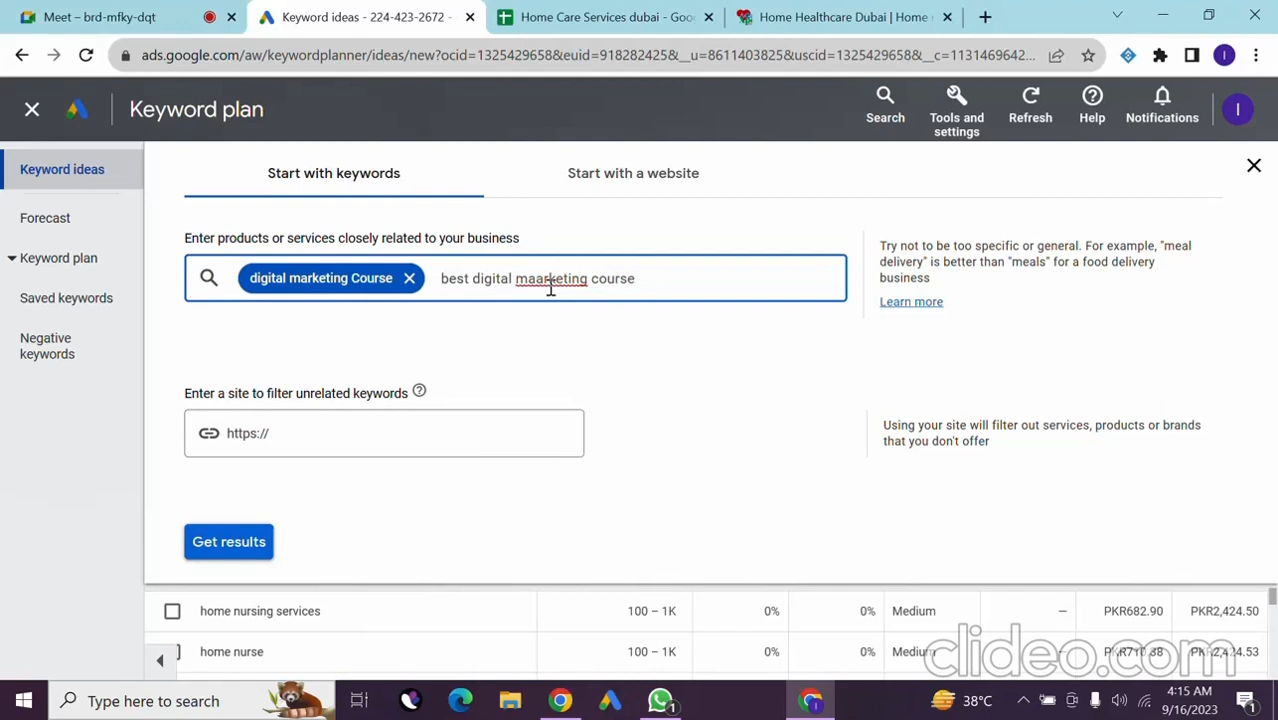 Meet – brd-mfky-dqt
Keyword ideas - 224-423-2672 -
Home Care Services dubai - Goo
Home Healthcare Dubai | Home
ads.google.com/aw/keywordplanner/ideas/new?ocid=1325429658&euid=918282425&__u=8611403825&uscid=1325429658&__c=1131469642...
Keyword plan
Search
Tools and settings
Refresh
Help
Notifications
I
Keyword ideas
Forecast
Keyword plan
Saved keywords
Negative keywords
Start with keywords
Start with a website
Enter products or services closely related to your business
digital marketing Course
best digital maarketing course
Try not to be too specific or general. For example, "meal
delivery" is better than "meals" for a food delivery
business
Learn more
Enter a site to filter unrelated keywords
https://
Using your site will filter out services, products or brands
that you don't offer
Get results
home nursing services 100 – 1K 0% 0% Medium – PKR682.90 PKR2,424.50
home nurse 100 – 1K 0% 0% Medium – PKR710.38 PKR2,424.53
clideo.com
Type here to search
1
38°C
4:15 AM
9/16/2023
1